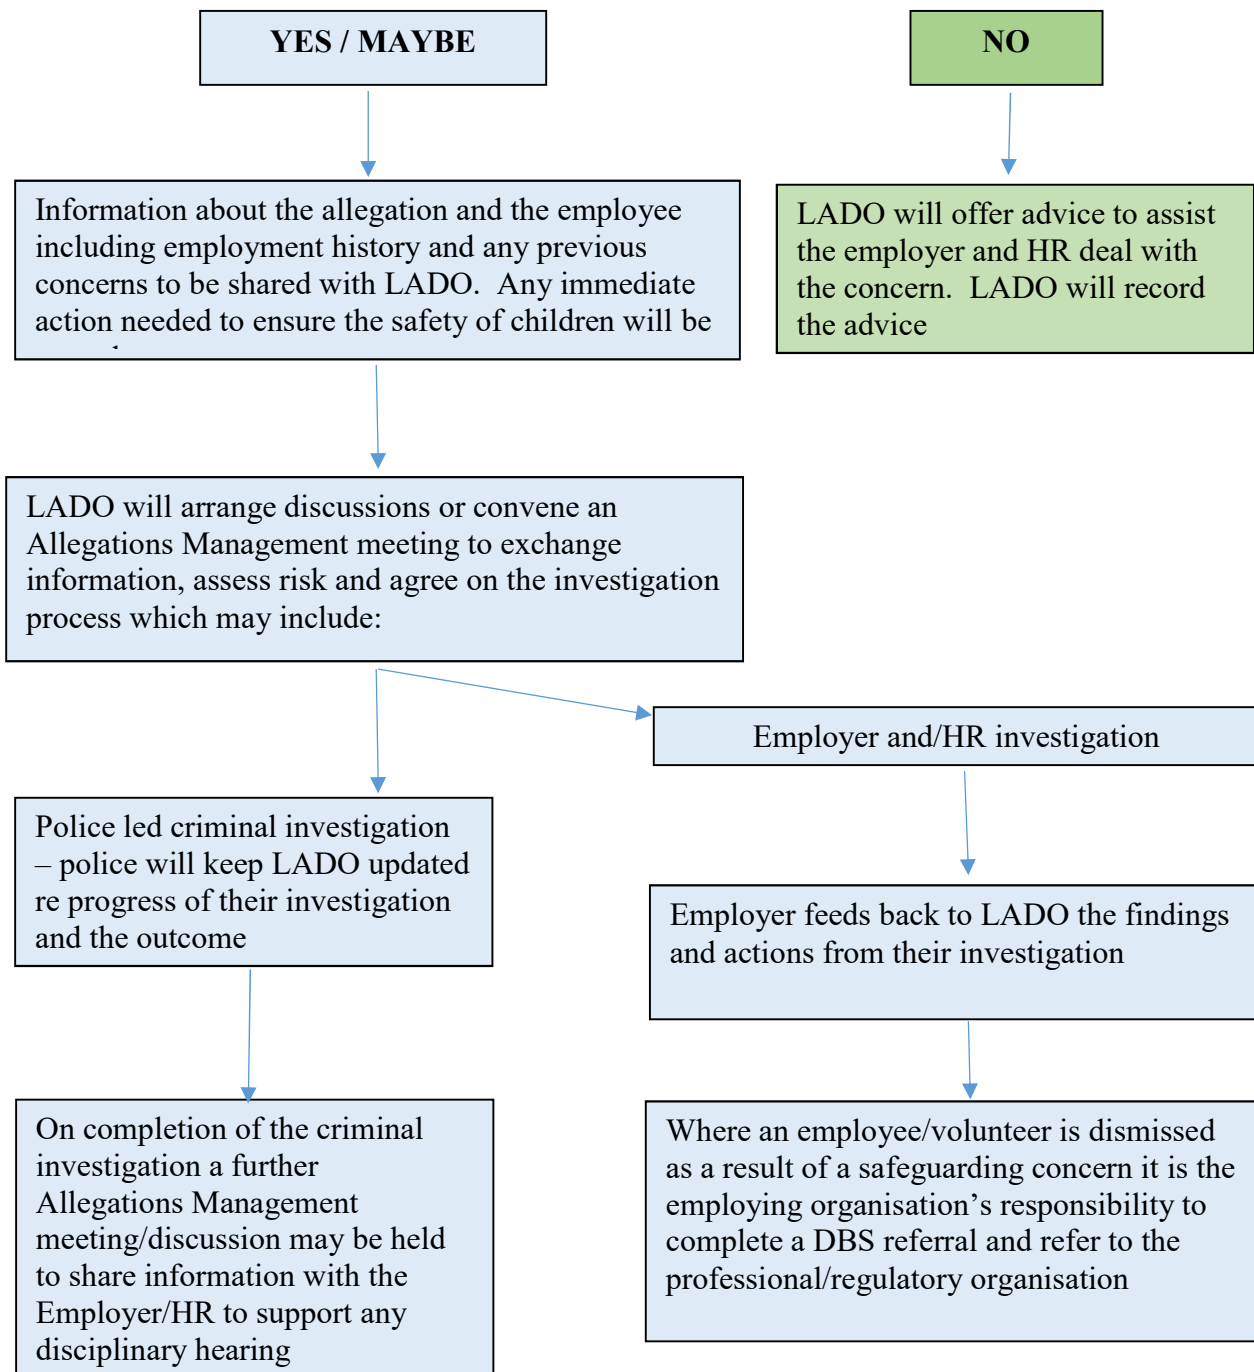 YES / MAYBE
NO
Information about the allegation and the employee
including employment history and any previous
concerns to be shared with LADO.  Any immediate
action needed to ensure the safety of children will be
LADO will offer advice to assist
the employer and HR deal with
the concern.  LADO will record
the advice
LADO will arrange discussions or convene an
Allegations Management meeting to exchange
information, assess risk and agree on the investigation
process which may include:
Employer and/HR investigation
Police led criminal investigation
– police will keep LADO updated
re progress of their investigation
and the outcome
Employer feeds back to LADO the findings
and actions from their investigation
On completion of the criminal
investigation a further
Allegations Management
meeting/discussion may be held
to share information with the
Employer/HR to support any
disciplinary hearing
Where an employee/volunteer is dismissed
as a result of a safeguarding concern it is the
employing organisation’s responsibility to
complete a DBS referral and refer to the
professional/regulatory organisation